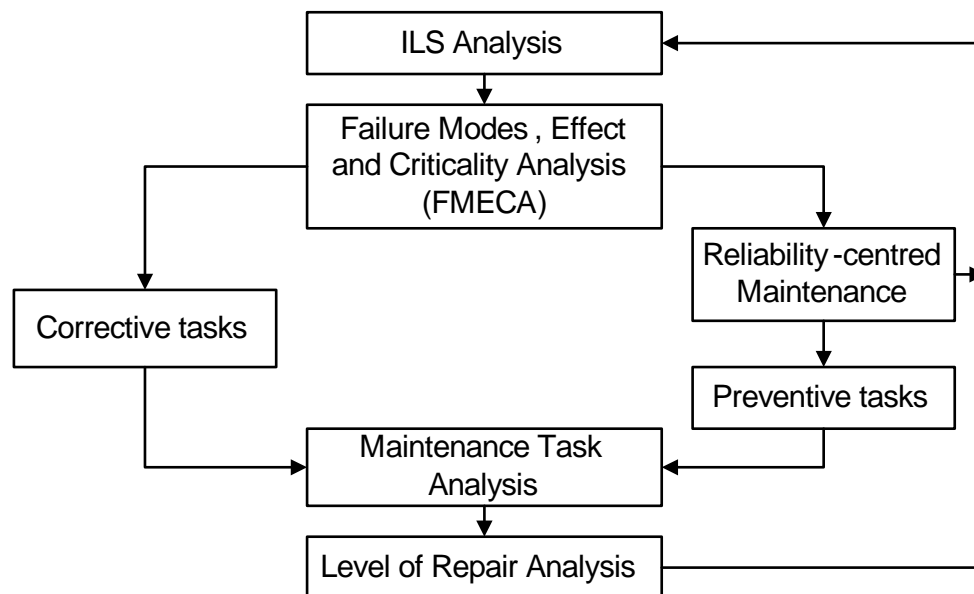 ILS Analysis
Failure Modes , Effect
and Criticality Analysis
(FMECA)
Reliability -centred
Maintenance
Corrective tasks
Preventive tasks
Maintenance Task
Analysis
Level of Repair Analysis